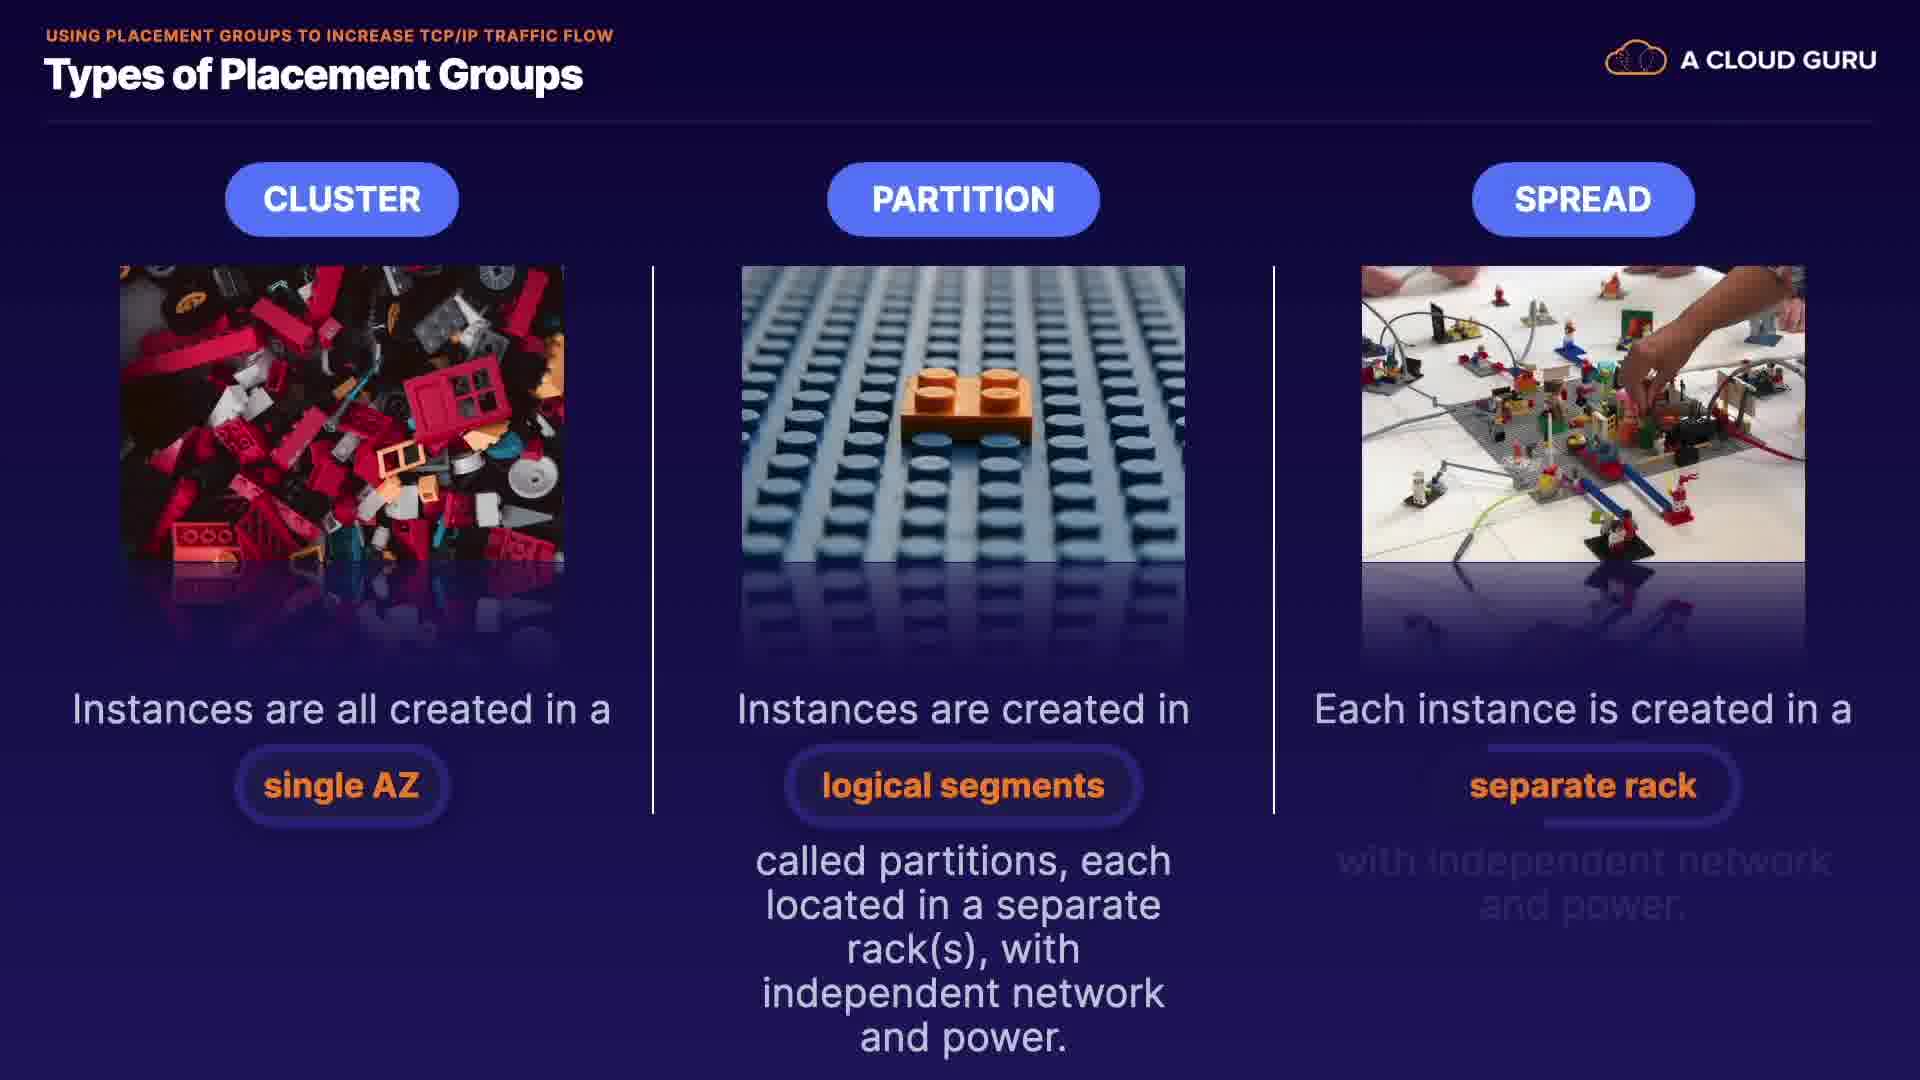 USING PLACEMENT GROUPS TO INCREASE TCP/IP TRAFFIC FLOW
Types of Placement Groups
A CLOUD GURU
CLUSTER
Instances are all created in a
single AZ
PARTITION
Instances are created in
logical segments
called partitions, each
located in a separate
rack(s), with
independent network
and power.
SPREAD
Each instance is created in a
separate rack
with independent network
and power.